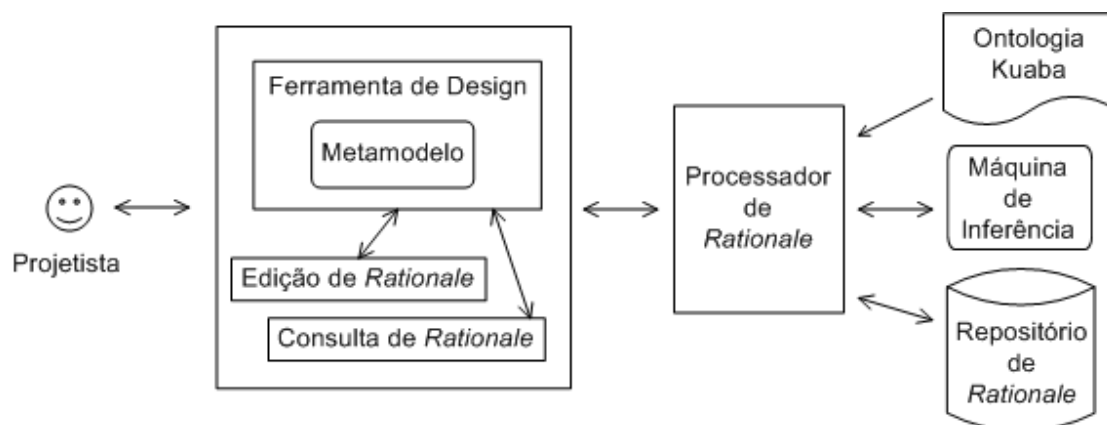 Projetista
Ferramenta de Design
Metamodelo
Edição de Rationale
Consulta de Rationale
Processador
de
Rationale
Ontologia
Kuaba
Máquina
de
Inferência
Repositório
de
Rationale